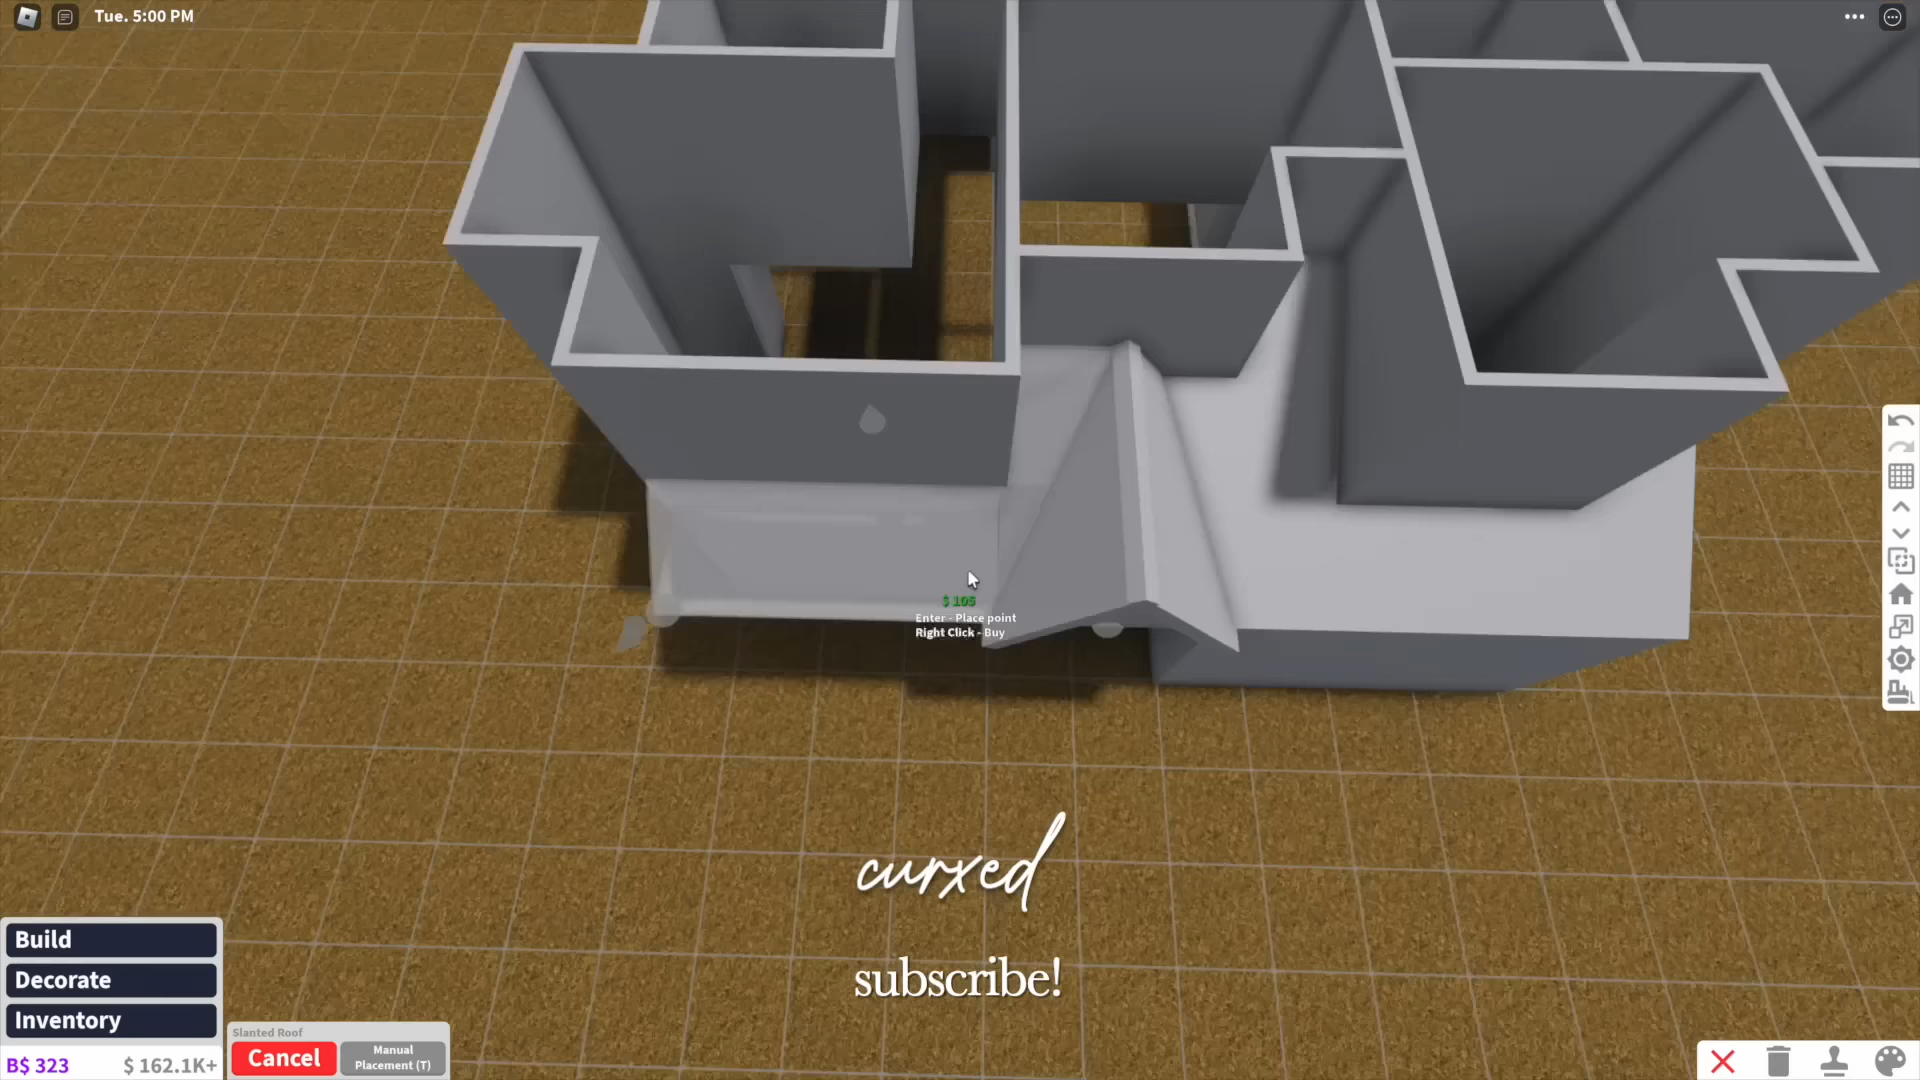 Tue. 5:00 PM
$ 105
Enter - Place point
Right Click - Buy
curxed
subscribe!
Build
Decorate
Inventory
B$ 323
$ 162.1K+
Slanted Roof
Cancel
Manual
Placement (T)